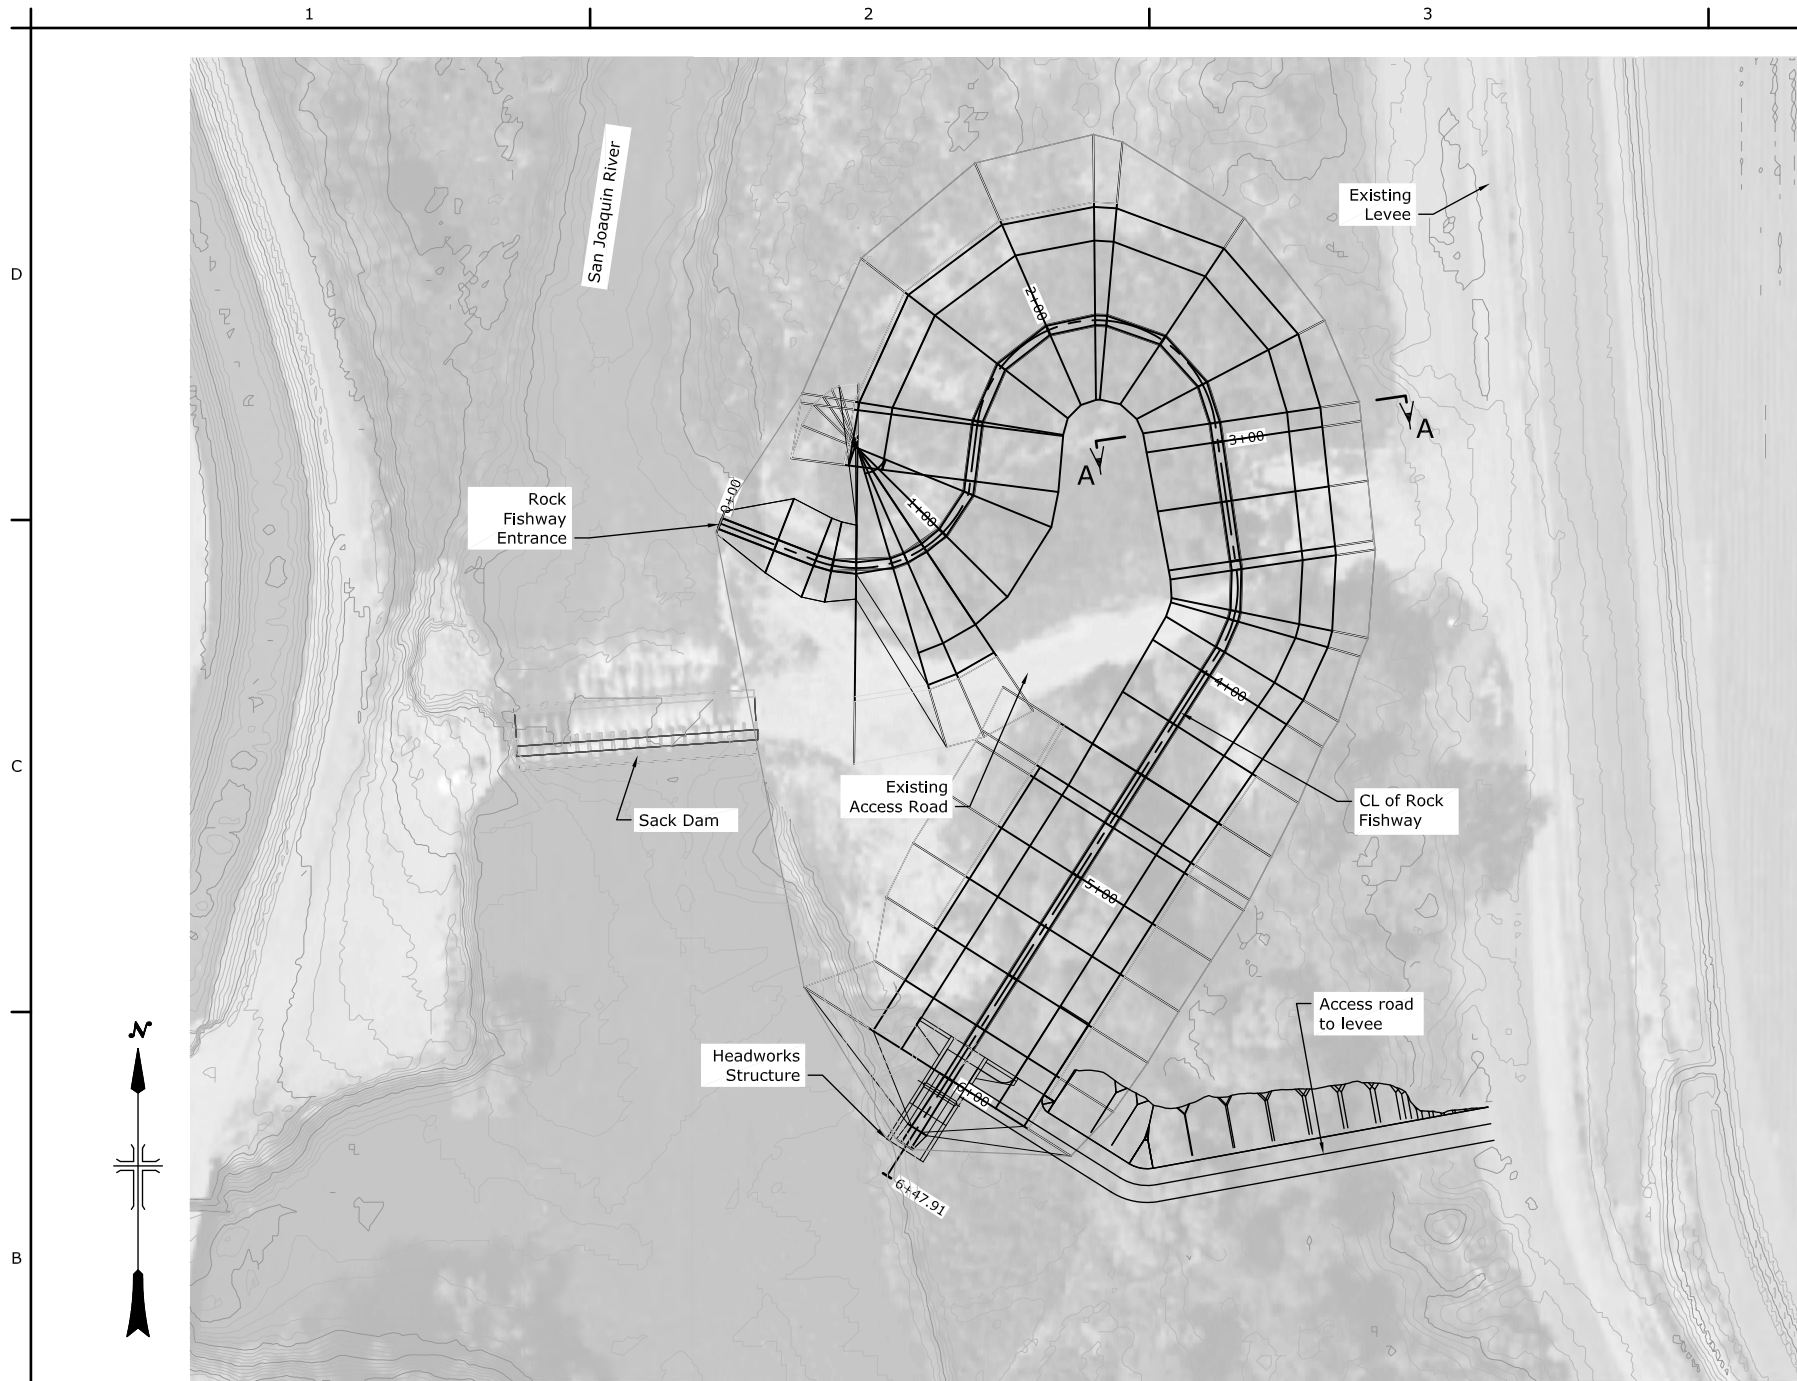 1
2
3
D
C
B
San Joaquin River
Existing
Levee
2+00
3+00
A
A
0+00
Rock
Fishway
Entrance
1+00
4+00
Existing
Access Road
Sack Dam
CL of Rock
Fishway
5+00
Access road
to levee
N
Headworks
Structure
6+00
6+47.91